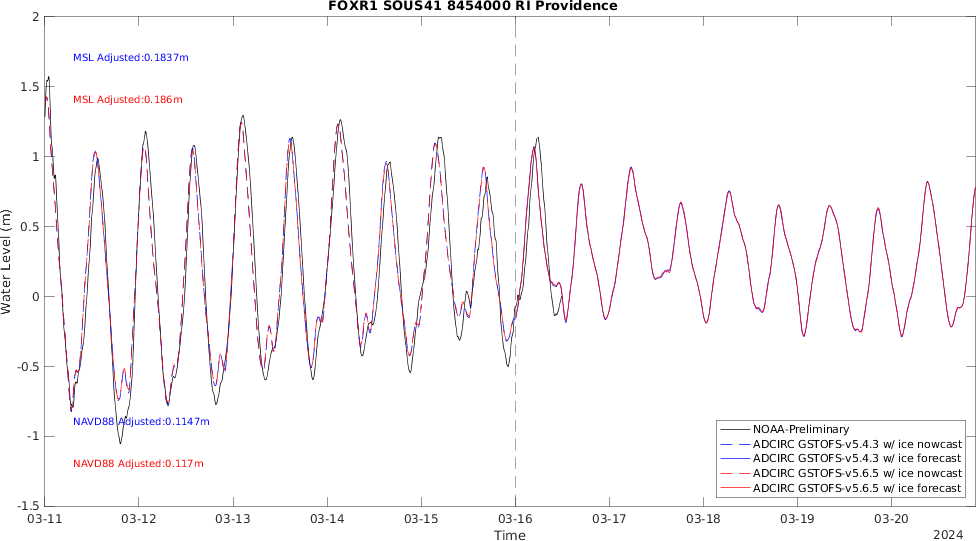 FOXR1 SOUS41 8454000 RI Providence
2
1.5
1
0.5
0
-0.5
-1
-1.5
Water Level (m)
MSL Adjusted:0.1837m
MSL Adjusted:0.186m
NAVD88 Adjusted:0.1147m
NAVD88 Adjusted:0.117m
NOAA-Preliminary
ADCIRC GSTOFS-v5.4.3 w/ ice nowcast
ADCIRC GSTOFS-v5.4.3 w/ ice forecast
ADCIRC GSTOFS-v5.6.5 w/ ice nowcast
ADCIRC GSTOFS-v5.6.5 w/ ice forecast
03-11 03-12 03-13 03-14 03-15 03-16 03-17 03-18 03-19 03-20
Time
2024